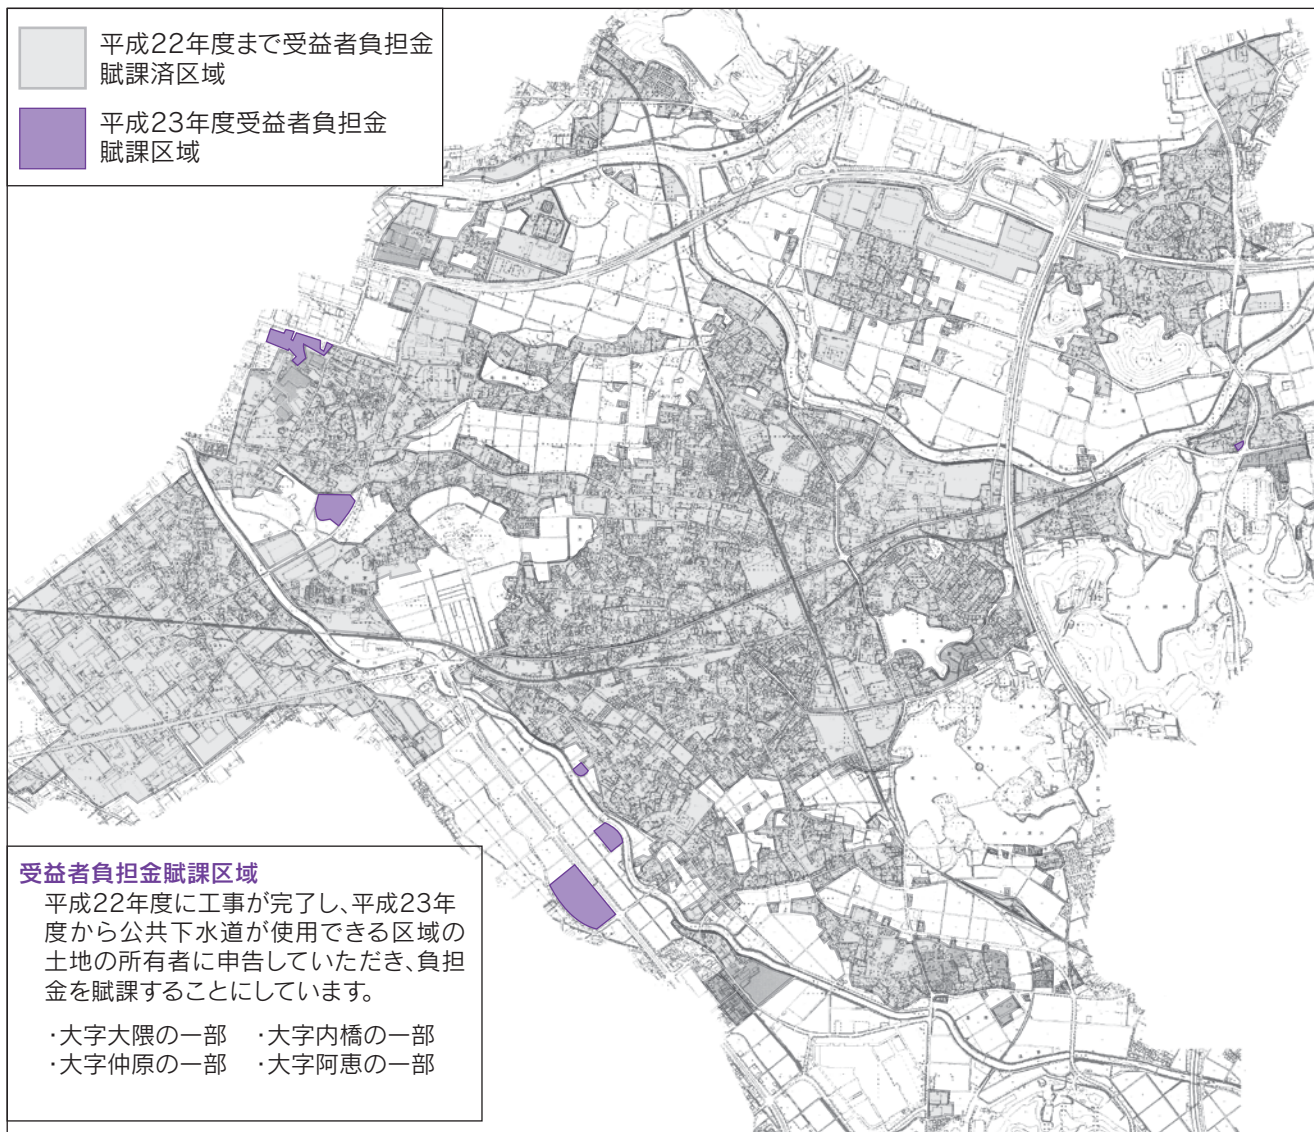 平成22年度まで受益者負担金
賦課済区域
平成23年度受益者負担金
賦課区域
受益者負担金賦課区域
平成22年度に工事が完了し、平成23年
度から公共下水道が使用できる区域の
土地の所有者に申告していただき、負担
金を賦課することにしています。
・大字大隈の一部 ・大字内橋の一部
・大字仲原の一部 ・大字阿恵の一部